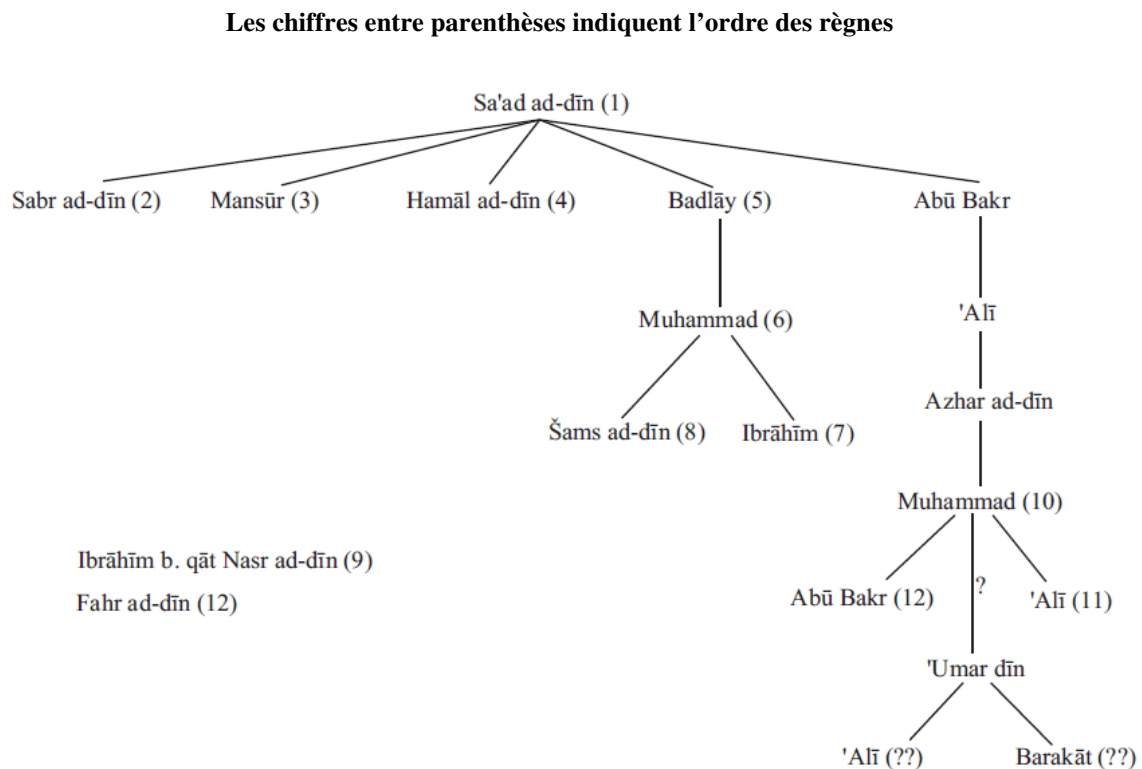 Les chiffres entre parenthèses indiquent l’ordre des règnes
Sa'ad ad-dīn (1)
Sabr ad-dīn (2) Mansūr (3) Hamāl ad-dīn (4) Badlāy (5) Abū Bakr
Muhammad (6) 'Alī
Azhar ad-dīn
Šams ad-dīn (8) Ibrāhīm (7)
Muhammad (10)
Ibrāhīm b. qāt Nasr ad-dīn (9)
?
Abū Bakr (12) 'Alī (11)
Fahr ad-dīn (12)
'Umar dīn
'Alī (??) Barakāt (??)